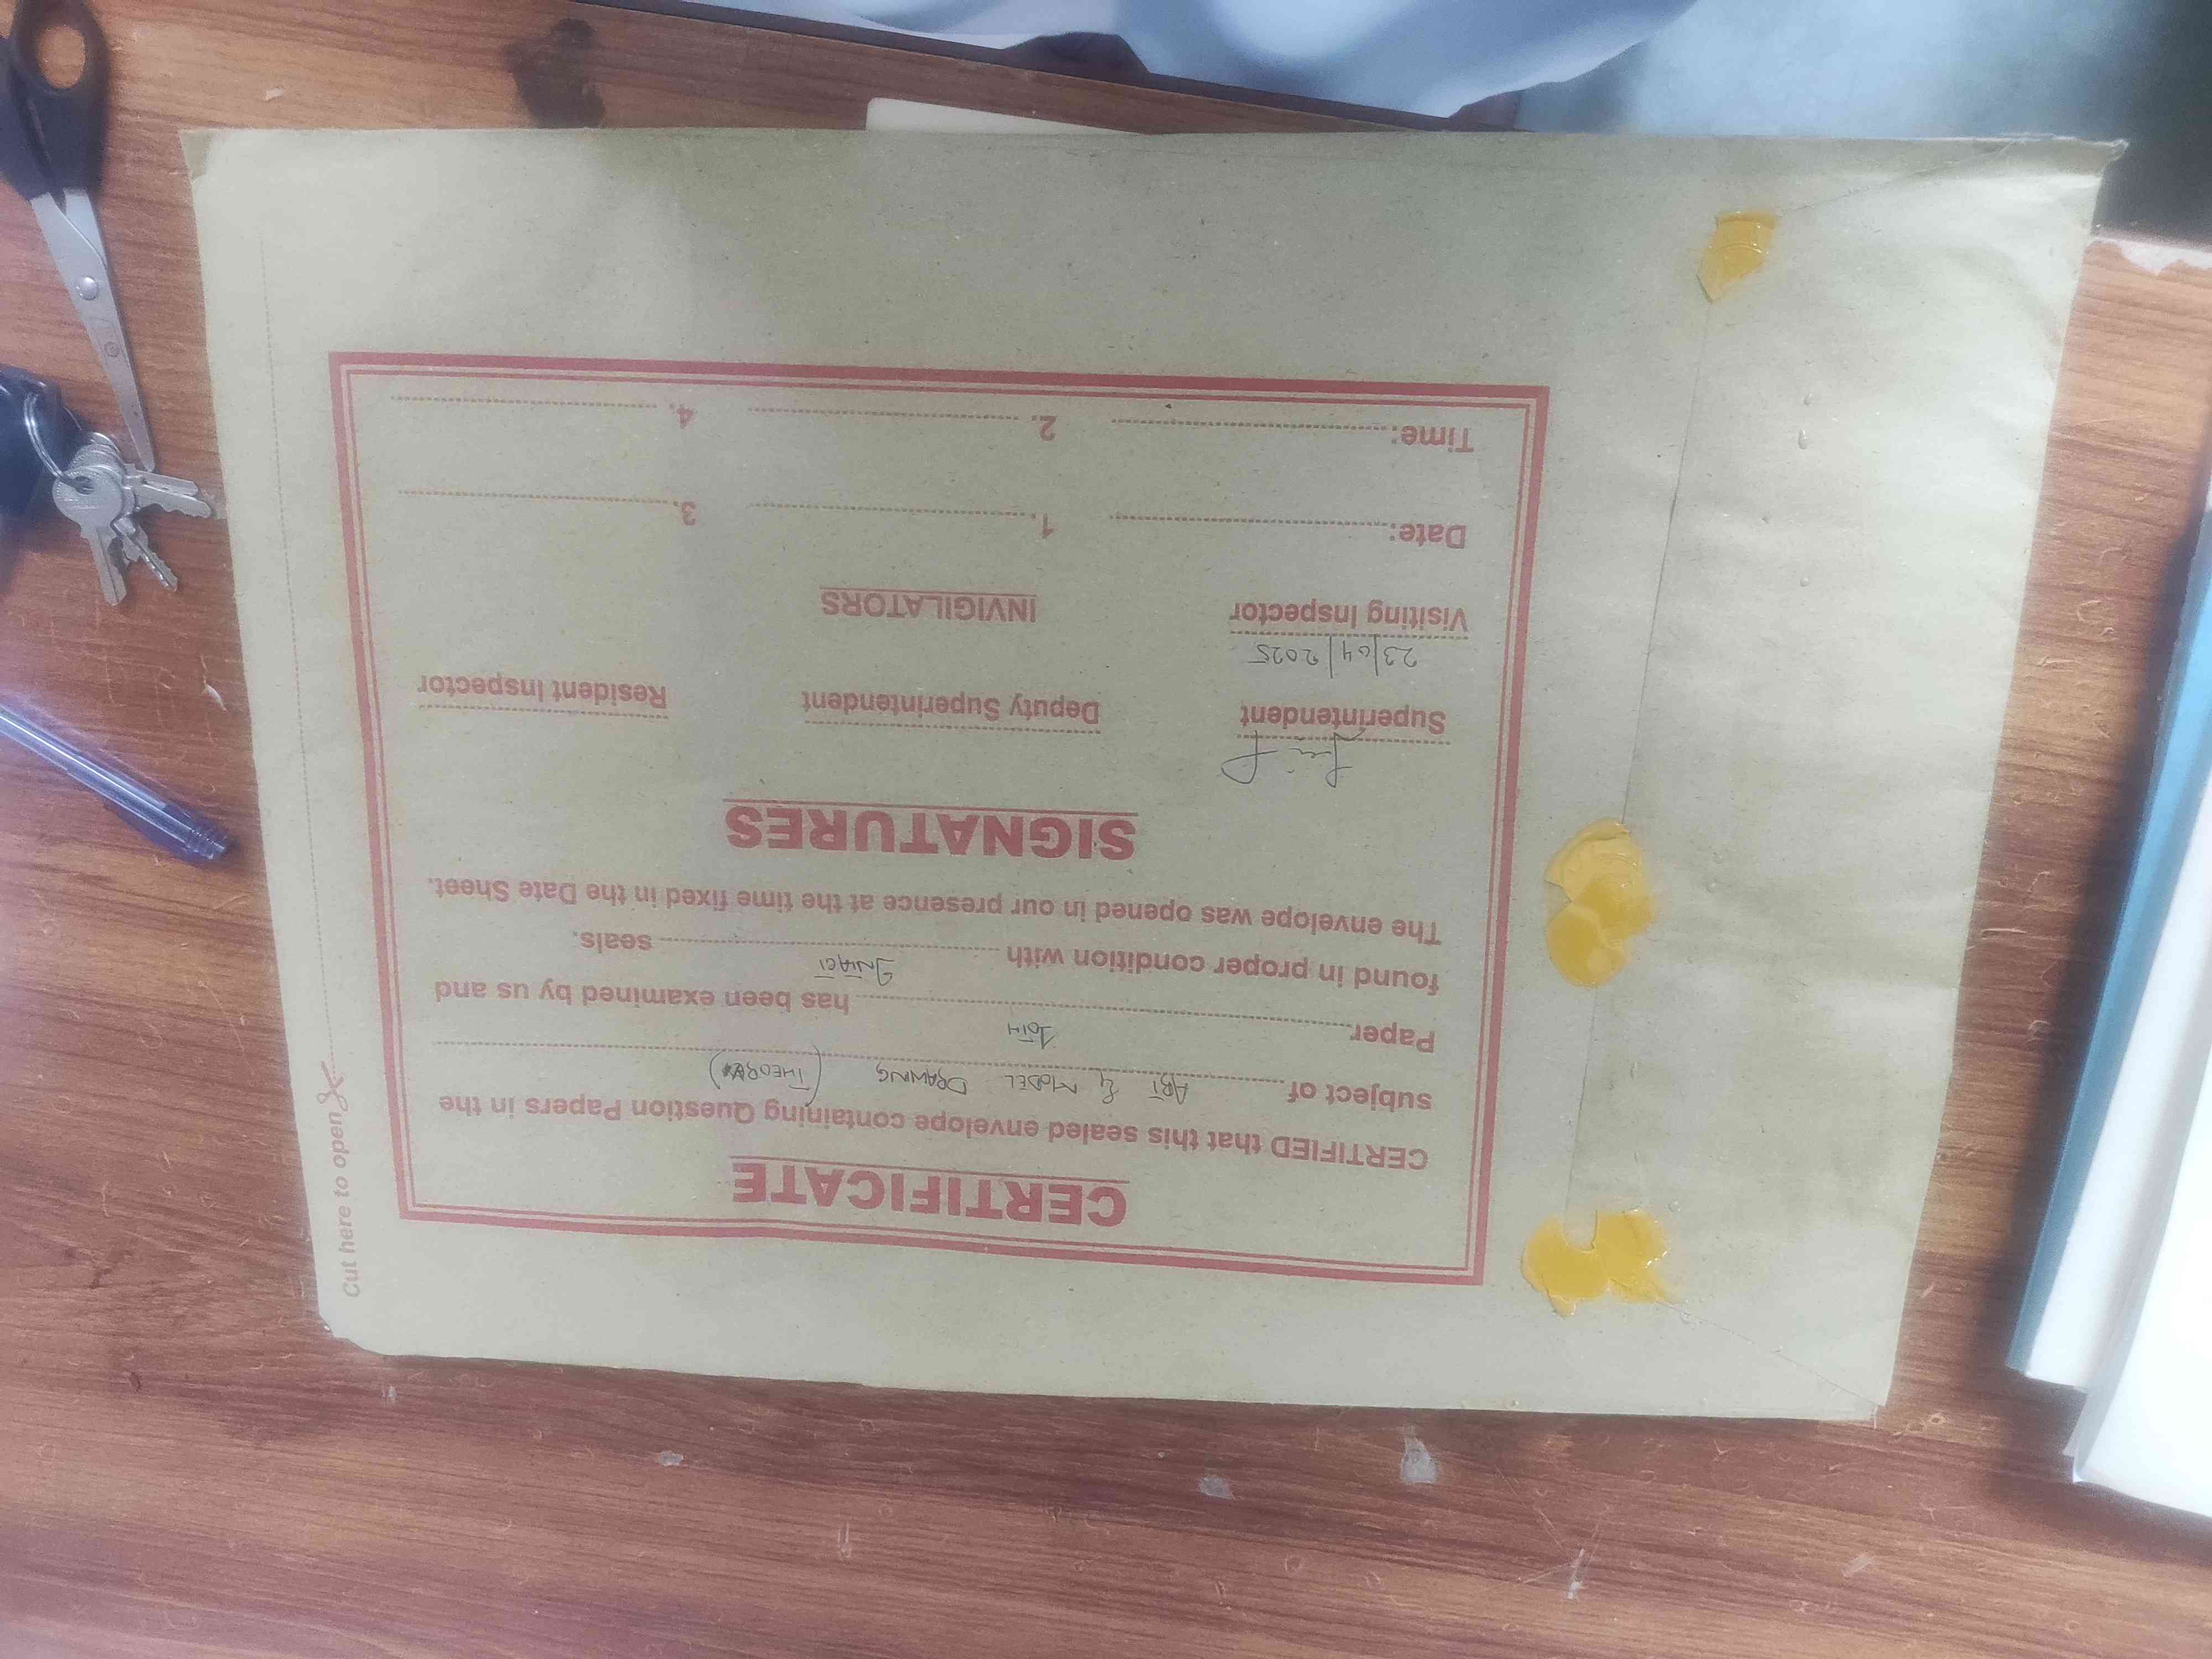 CERTIFICATE
CERTIFIED that this sealed envelope containing Question Papers in the
subject of ART & MODEL DRAWING (THEORY)
Paper 10TH has been examined by us and
found in proper condition with INTACT seals.
The envelope was opened in our presence at the time fixed in the Date Sheet.
SIGNATURES
Superintendent Deputy Superintendent Resident Inspector
23/04/2025
Visiting Inspector INVIGILATORS
Date: 1. 3.
Time: 2. 4.
Cut here to open